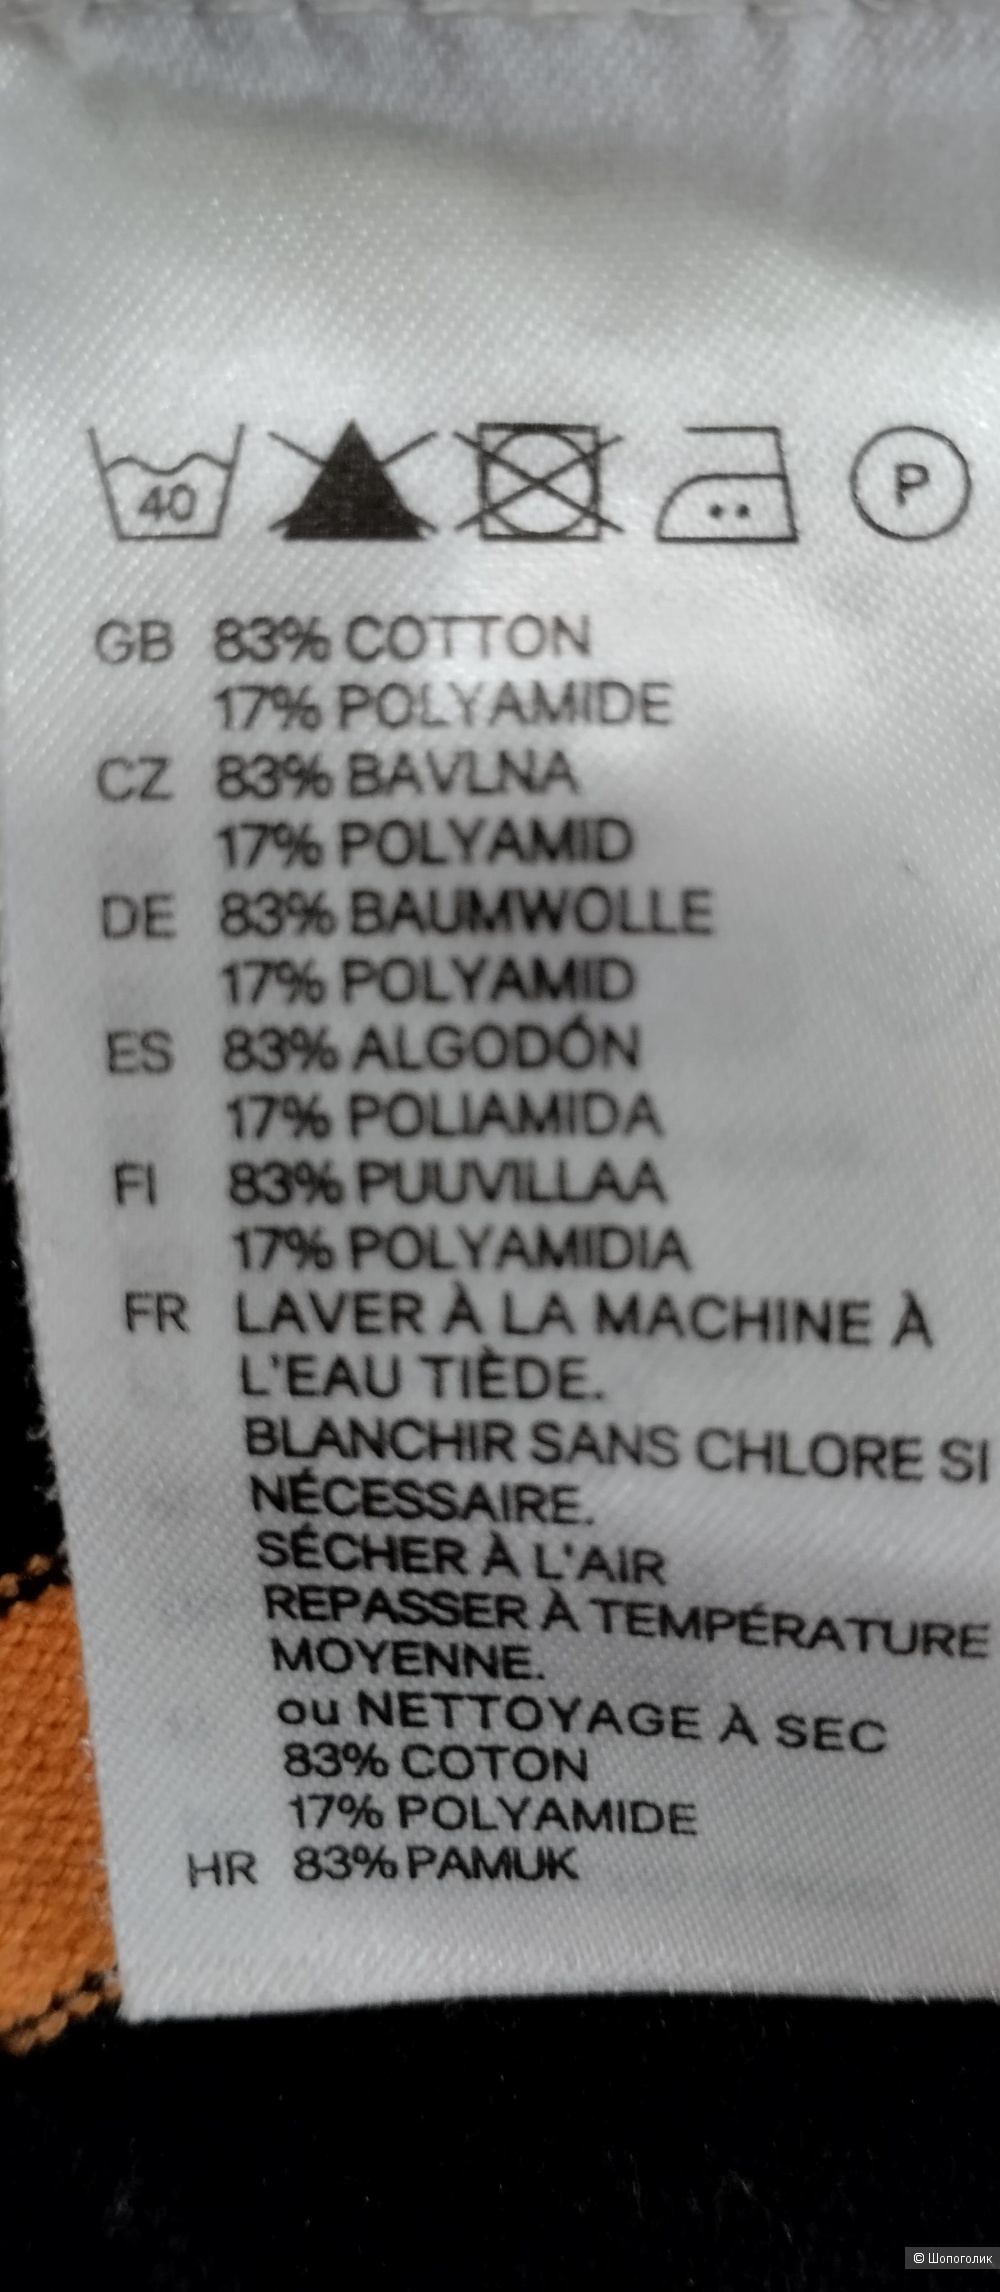 40
P
GB 83% COTTON
17% POLYAMIDE
CZ 83% BAVLNA
17% POLYAMID
DE 83% BAUMWOLLE
17% POLYAMID
ES 83% ALGODÓN
17% POLIAMIDA
FI 83% PUUVILLAA
17% POLYAMIDIA
FR LAVER À LA MACHINE À
L'EAU TIÈDE.
BLANCHIR SANS CHLORE SI
NÉCESSAIRE.
SÉCHER À L'AIR
REPASSER À TEMPÉRATURE
MOYENNE.
ou NETTOYAGE À SEC
83% COTON
17% POLYAMIDE
HR 83% PAMUK
© Шопоголик